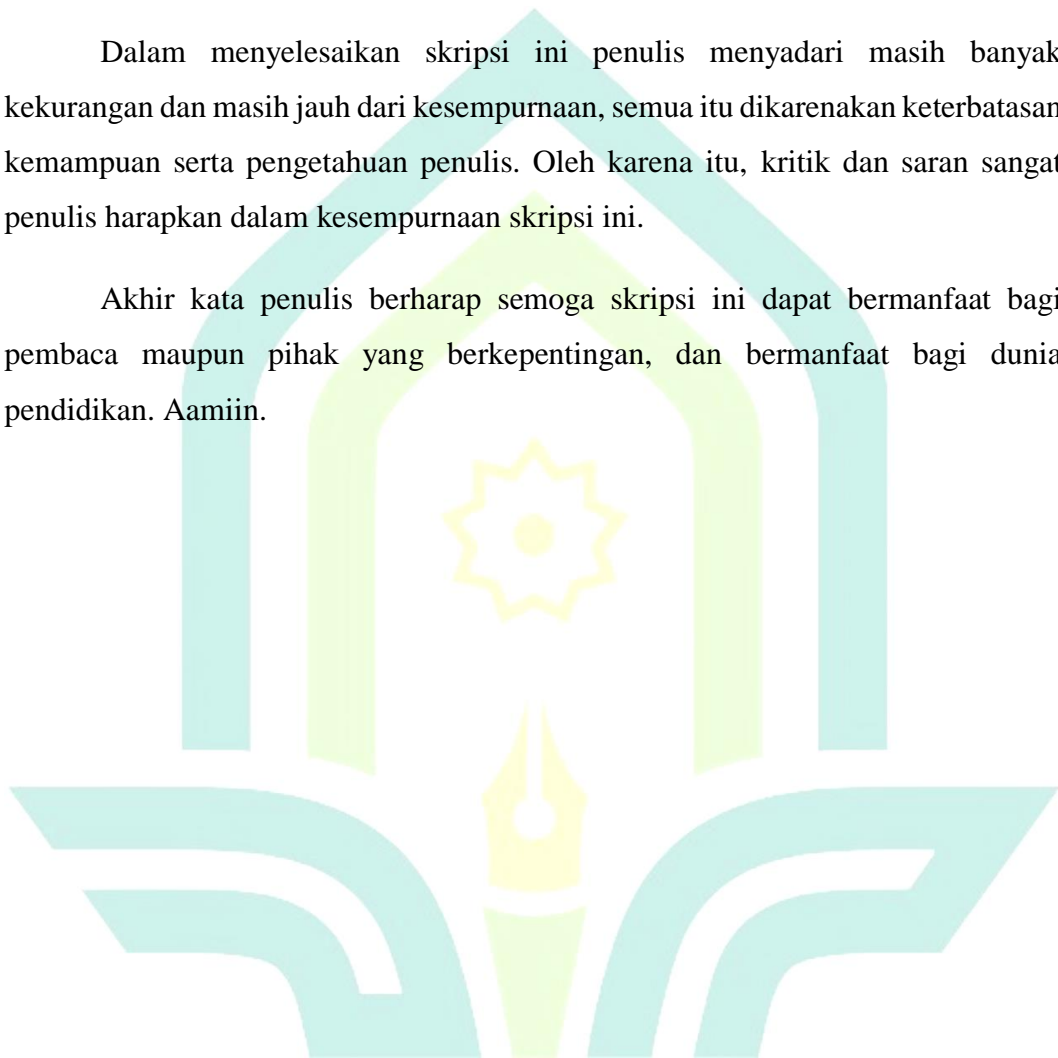 Dalam menyelesaikan skripsi ini penulis menyadari masih banyak
kekurangan dan masih jauh dari kesempurnaan, semua itu dikarenakan keterbatasan
kemampuan serta pengetahuan penulis. Oleh karena itu, kritik dan saran sangat
penulis harapkan dalam kesempurnaan skripsi ini.
Akhir kata penulis berharap semoga skripsi ini dapat bermanfaat bagi
pembaca maupun pihak yang berkepentingan, dan bermanfaat bagi dunia
pendidikan. Aamiin.